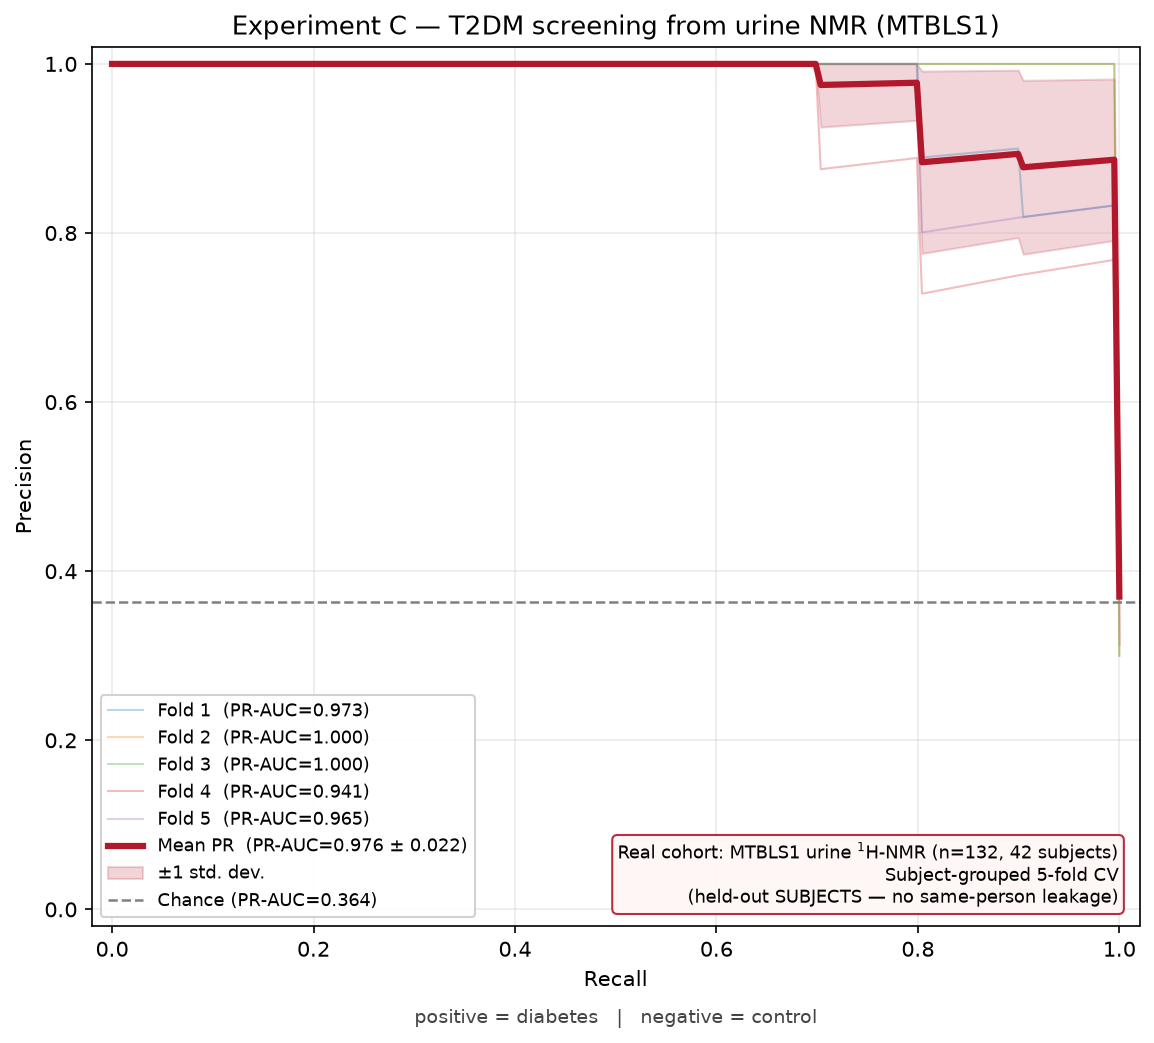 Experiment C — T2DM screening from urine NMR (MTBLS1)
1.0
0.8
0.6
0.4
0.2
0.0
Precision
Fold 1 (PR-AUC=0.973)
Fold 2 (PR-AUC=1.000)
Fold 3 (PR-AUC=1.000)
Fold 4 (PR-AUC=0.941)
Fold 5 (PR-AUC=0.965)
Mean PR (PR-AUC=0.976 ± 0.022)
±1 std. dev.
Chance (PR-AUC=0.364)
Real cohort: MTBLS1 urine ¹H-NMR (n=132, 42 subjects)
Subject-grouped 5-fold CV
(held-out SUBJECTS — no same-person leakage)
0.0 0.2 0.4 0.6 0.8 1.0
Recall
positive = diabetes | negative = control